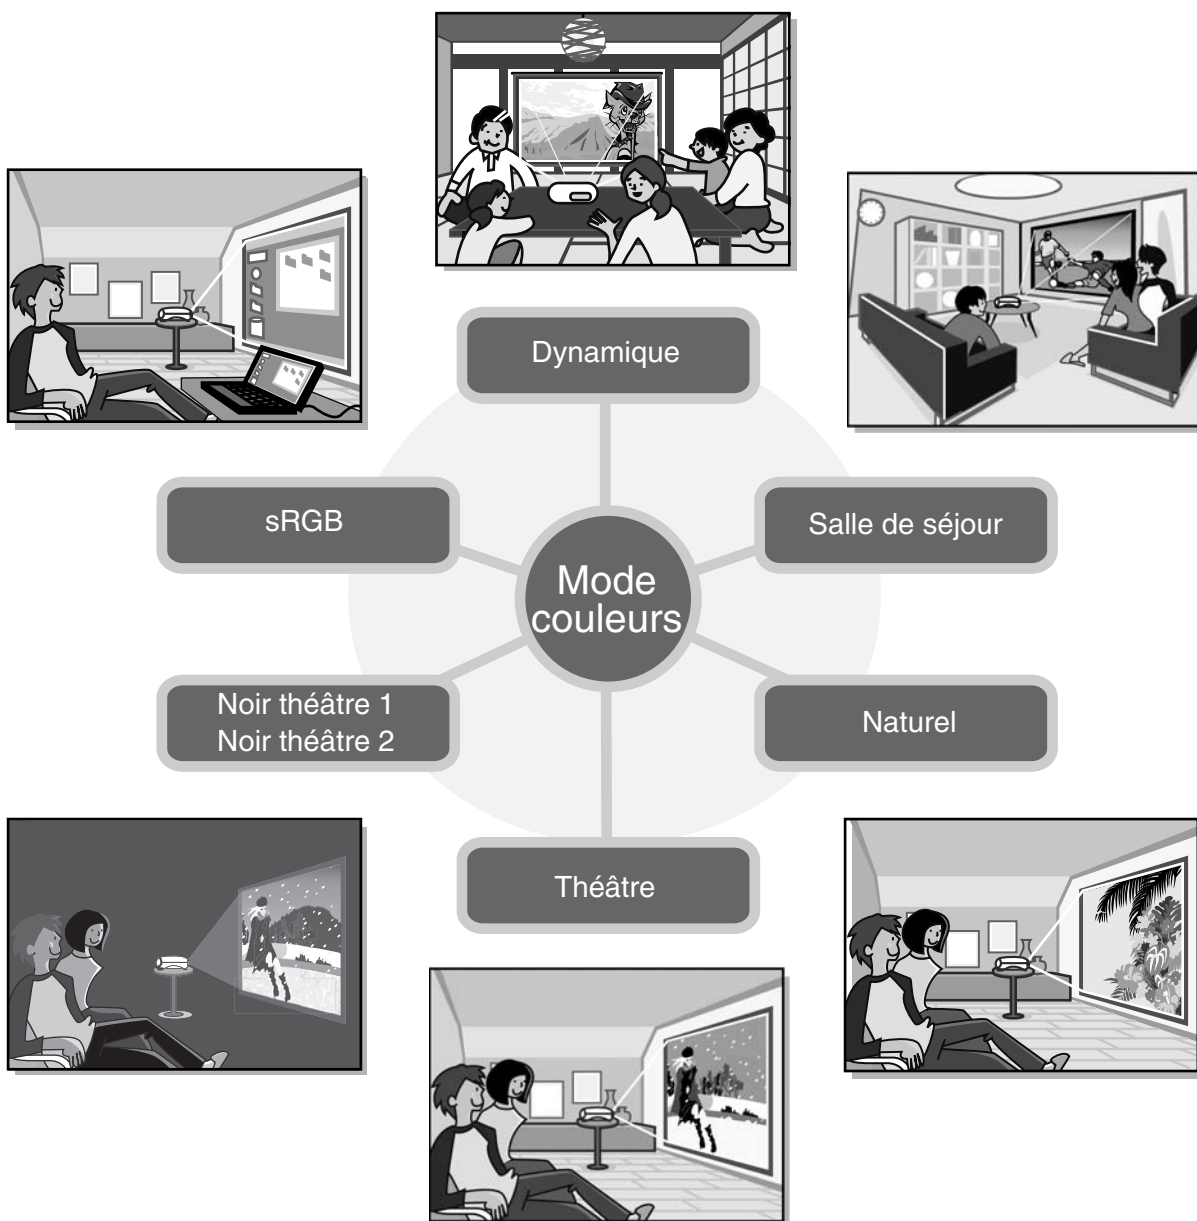 Dynamique
sRGB
Salle de séjour
Mode
couleurs
Noir théâtre 1
Noir théâtre 2
Naturel
Théâtre